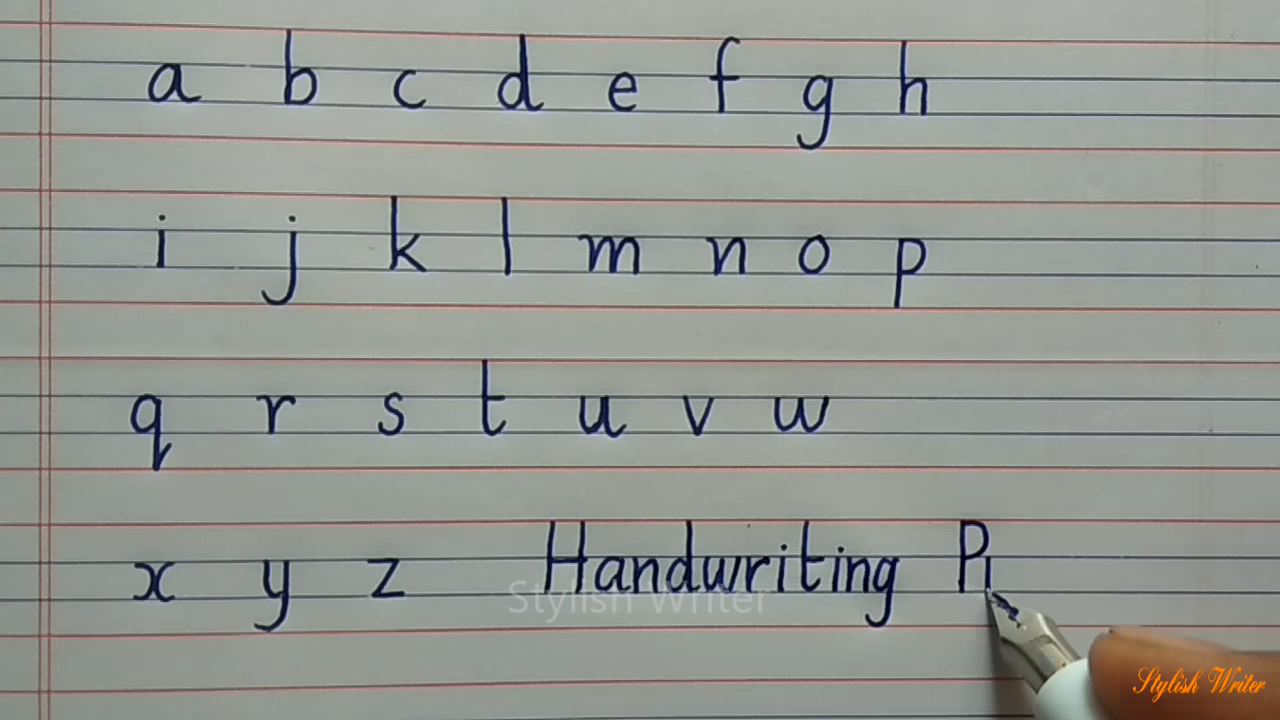 a b c d e f g h
i j k l m n o p
q r s t u v w
x y z Handwriting P
Stylish Writer
Stylish Writer